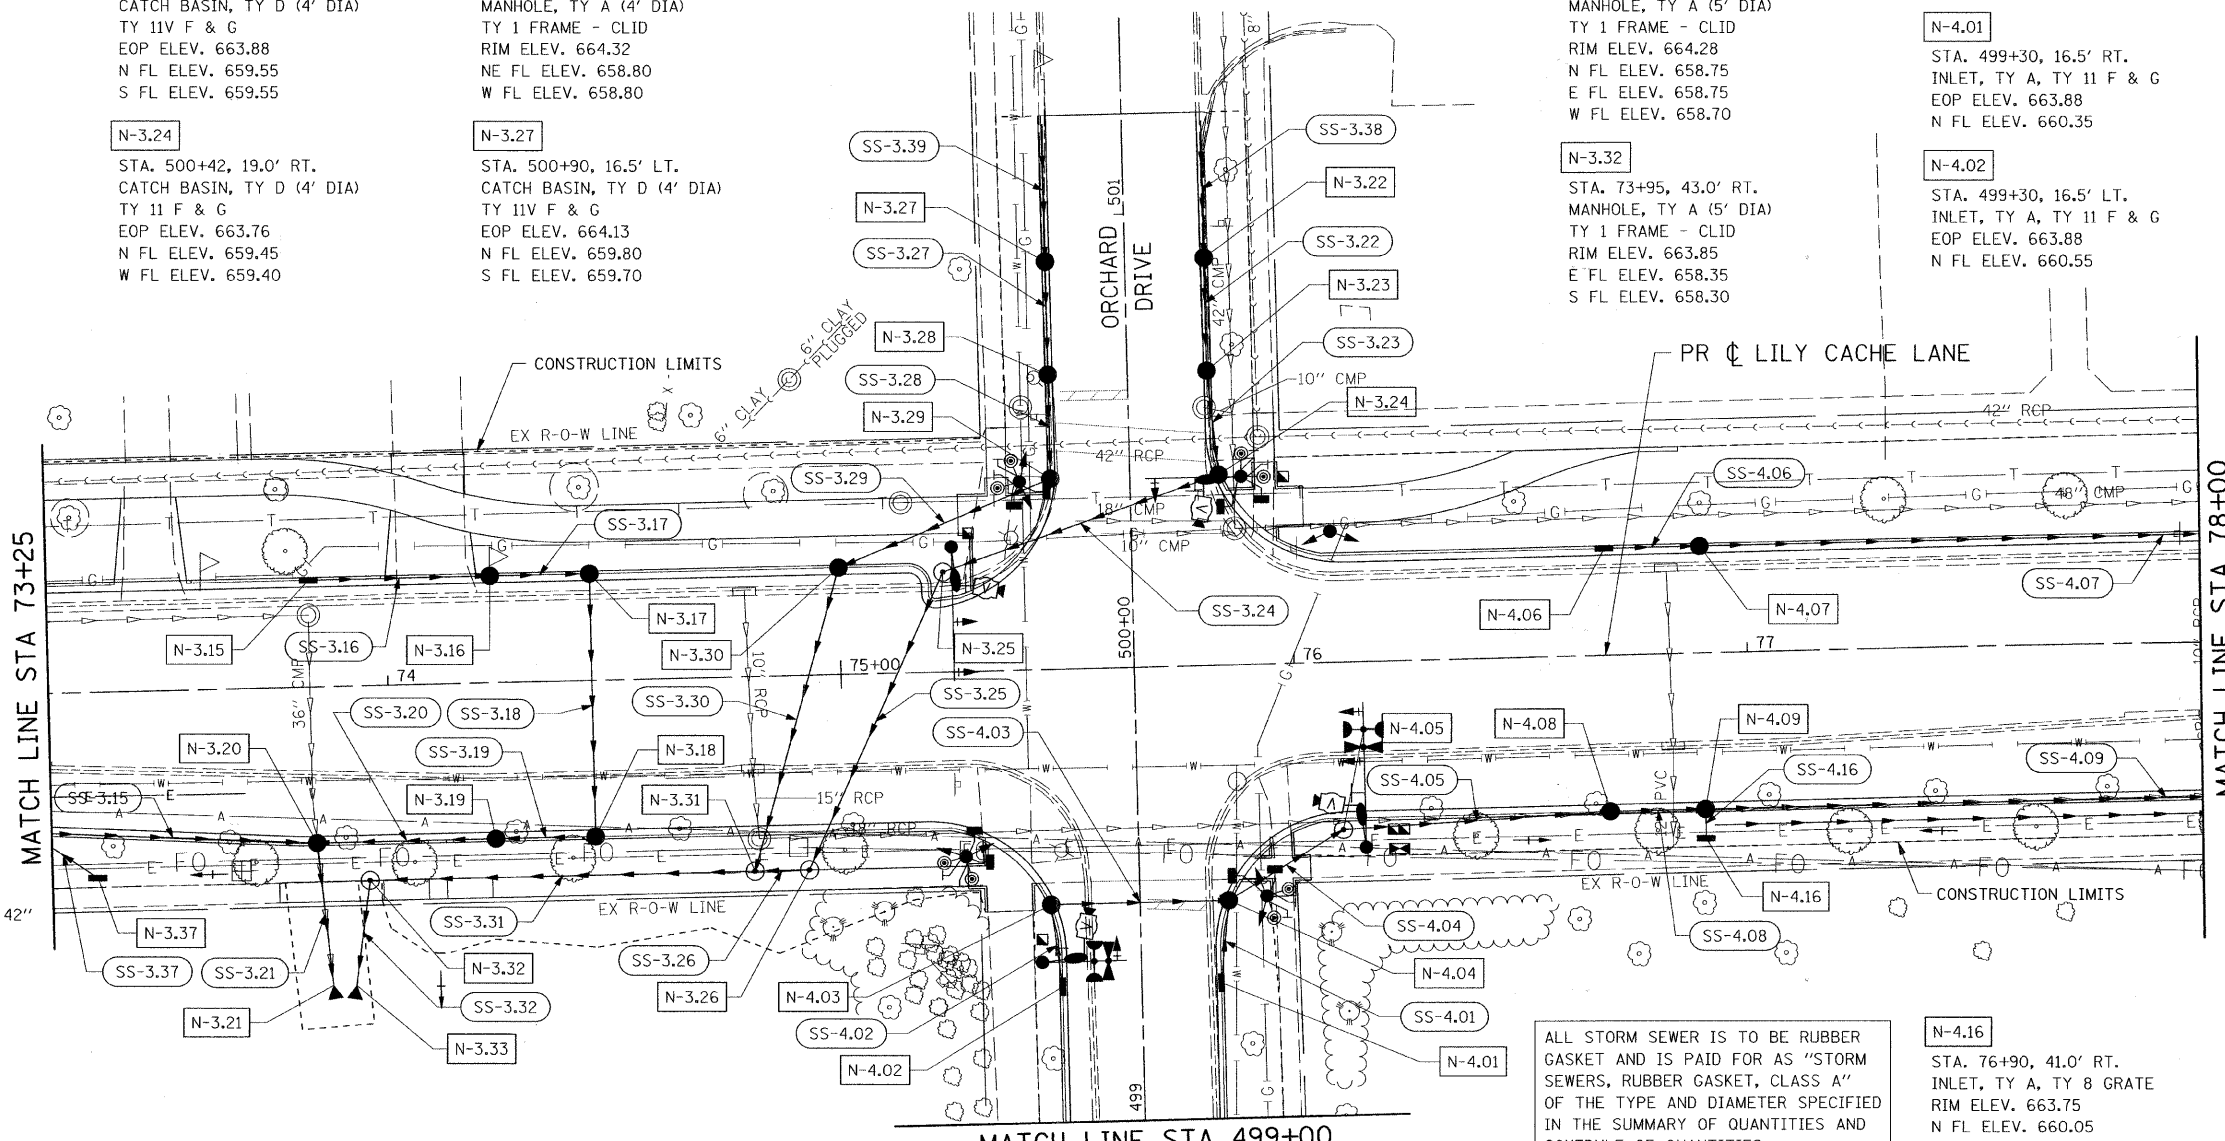 CATCH BASIN, TY D (4' DIA)
TY 11V F & G
EOP ELEV. 663.88
N FL ELEV. 659.55
S FL ELEV. 659.55
N-3.24
STA. 500+42, 19.0' RT.
CATCH BASIN, TY D (4' DIA)
TY 11 F & G
EOP ELEV. 663.76
N FL ELEV. 659.45
W FL ELEV. 659.40
MANHOLE, TY A (4' DIA)
TY 1 FRAME - CLID
RIM ELEV. 664.32
NE FL ELEV. 658.80
W FL ELEV. 658.80
N-3.27
STA. 500+90, 16.5' LT.
CATCH BASIN, TY D (4' DIA)
TY 11V F & G
EOP ELEV. 664.13
N FL ELEV. 659.80
S FL ELEV. 659.70
MANHOLE, TY A (5' DIA)
TY 1 FRAME - CLID
RIM ELEV. 664.28
N FL ELEV. 658.75
E FL ELEV. 658.75
W FL ELEV. 658.70
N-3.32
STA. 73+95, 43.0' RT.
MANHOLE, TY A (5' DIA)
TY 1 FRAME - CLID
RIM ELEV. 663.85
E FL ELEV. 658.35
S FL ELEV. 658.30
N-4.01
STA. 499+30, 16.5' RT.
INLET, TY A, TY 11 F & G
EOP ELEV. 663.88
N FL ELEV. 660.35
N-4.02
STA. 499+30, 16.5' LT.
INLET, TY A, TY 11 F & G
EOP ELEV. 663.88
N FL ELEV. 660.55
8"
SS-3.39
SS-3.38
N-3.22
N-3.27
501
SS-3.27
SS-3.22
ORCHARD
DRIVE
42" CMP
N-3.23
N-3.28
SS-3.23
6" CLAY
PLUGGED
CONSTRUCTION LIMITS
PR ℄ LILY CACHE LANE
SS-3.28
10" CMP
N-3.24
N-3.29
6" CLAY
42" RCP
EX R-O-W LINE
42" RCP
SS-3.29
SS-4.06
48" CMP
SS-3.17
18" CMP
10" CMP
MATCH LINE STA 73+25
MATCH LINE STA 78+00
SS-4.07
SS-3.24
N-4.06
N-4.07
N-3.15
SS-3.16
N-3.16
N-3.17
N-3.30
N-3.25
500+00
10" RCP
76
77
75+00
74
36" CMP
10" RCP
SS-3.20
SS-3.18
SS-3.30
SS-3.25
SS-4.03
N-4.05
N-4.08
N-4.09
N-3.20
SS-3.19
N-3.18
SS-4.05
SS-4.16
SS-4.09
SS-3.15
N-3.19
N-3.31
15" RCP
18" RCP
PVC
FO
FO
FO
FO
FO
FO
FO
EX R-O-W LINE
CONSTRUCTION LIMITS
N-4.16
42"
SS-3.31
EX R-O-W LINE
SS-4.04
SS-4.08
N-3.37
SS-3.37
SS-3.21
N-3.32
SS-3.26
N-4.04
N-3.26
N-4.03
SS-3.32
N-3.21
SS-4.02
SS-4.01
N-3.33
N-4.02
N-4.01
499
MATCH LINE STA 499+00
ALL STORM SEWER IS TO BE RUBBER
GASKET AND IS PAID FOR AS "STORM
SEWERS, RUBBER GASKET, CLASS A"
OF THE TYPE AND DIAMETER SPECIFIED
IN THE SUMMARY OF QUANTITIES AND
N-4.16
STA. 76+90, 41.0' RT.
INLET, TY A, TY 8 GRATE
RIM ELEV. 663.75
N FL ELEV. 660.05